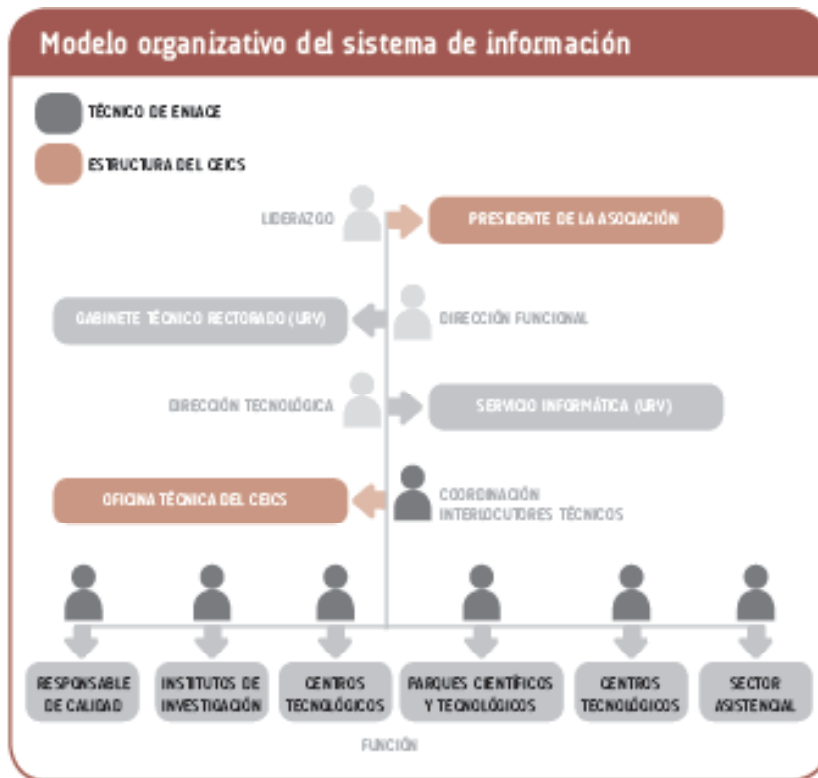 Modelo organizativo del sistema de información
TÉCNICO DE ENLACE
ESTRUCTURA DEL CEICS
LIDERAZGO
PRESIDENTE DE LA ASOCIACIÓN
GABINETE TÉCNICO RECTORADO (URV)
DIRECCIÓN FUNCIONAL
DIRECCIÓN TECNOLÓGICA
SERVICIO INFORMÁTICA (URV)
OFICINA TÉCNICA DEL CEICS
COORDINACIÓN
INTERLOCUTORES TÉCNICOS
RESPONSABLE
DE CALIDAD
INSTITUTOS DE
INVESTIGACIÓN
CENTROS
TECNOLÓGICOS
PARQUES CIENTÍFICOS
Y TECNOLÓGICOS
CENTROS
TECNOLÓGICOS
SECTOR
ASISTENCIAL
FUNCIÓN